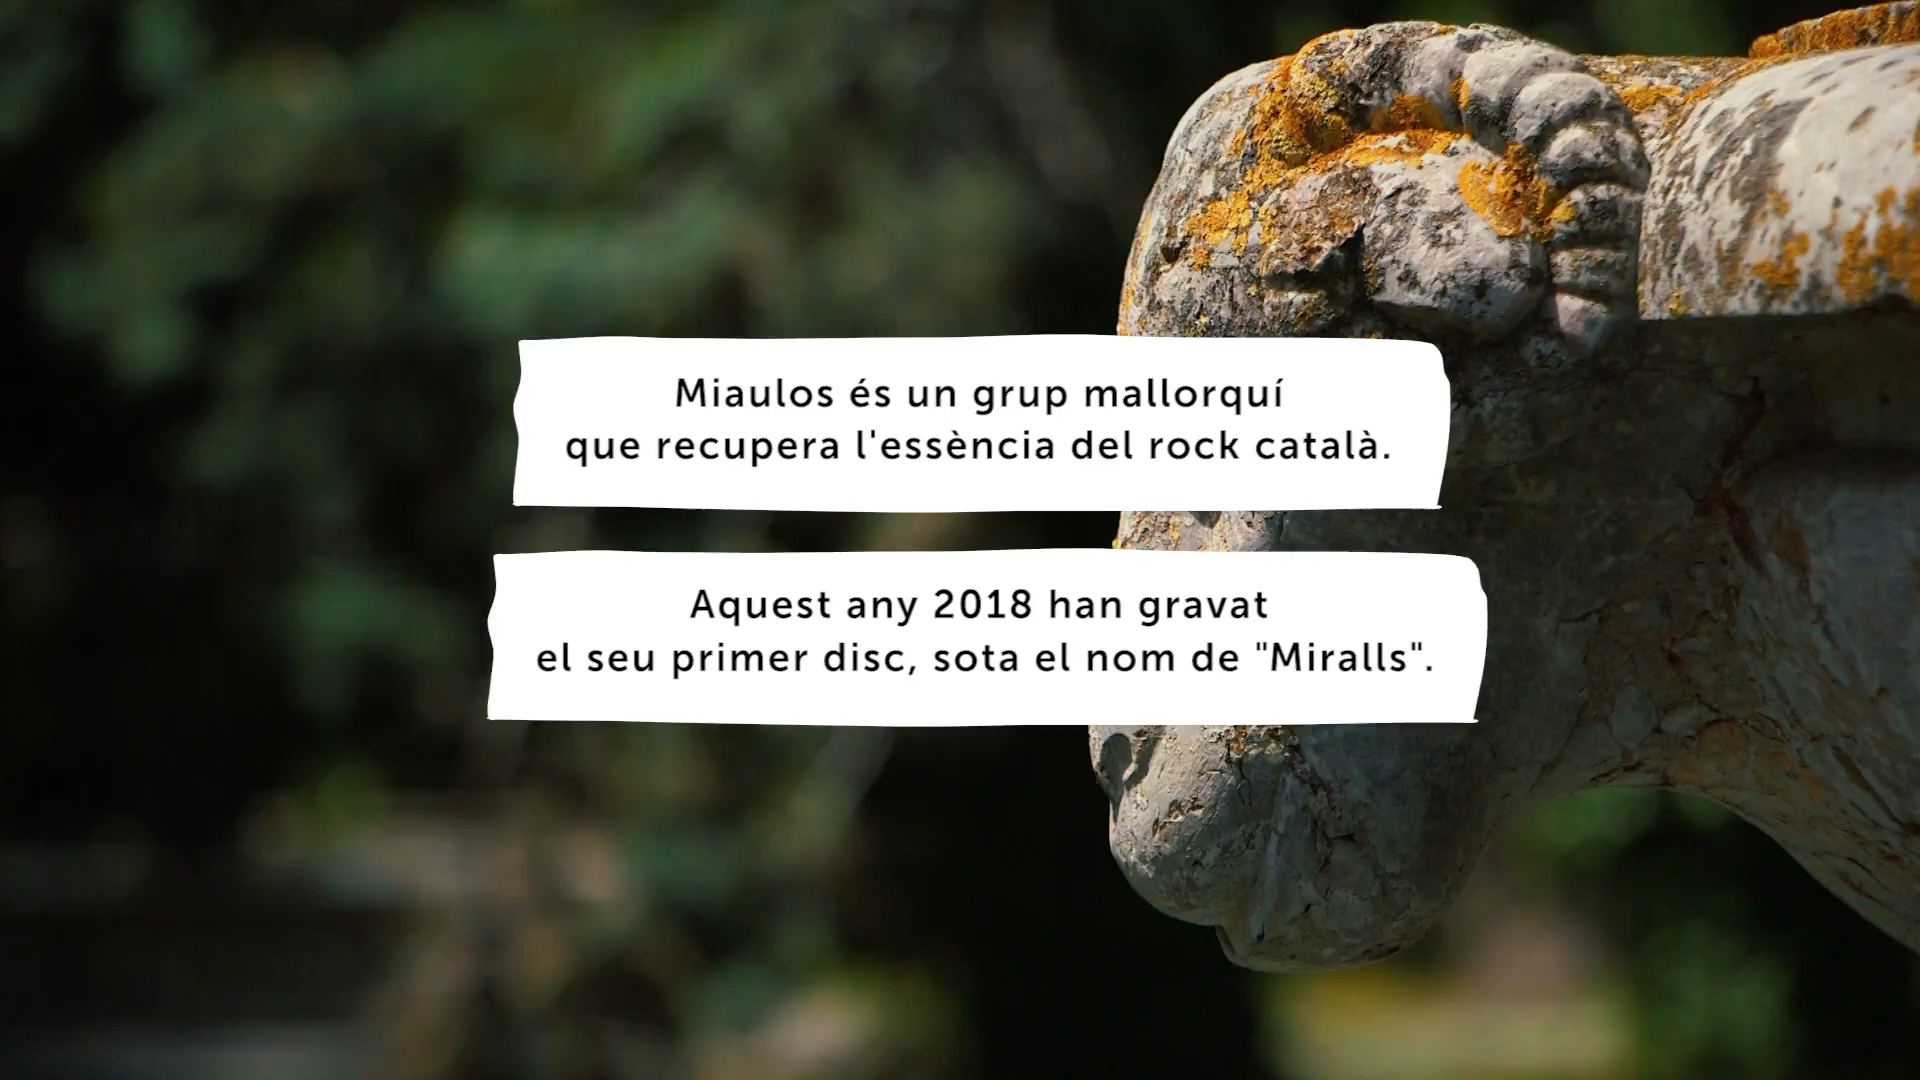 Miaulos és un grup mallorquí
que recupera l'essència del rock català.
Aquest any 2018 han gravat
el seu primer disc, sota el nom de "Miralls".